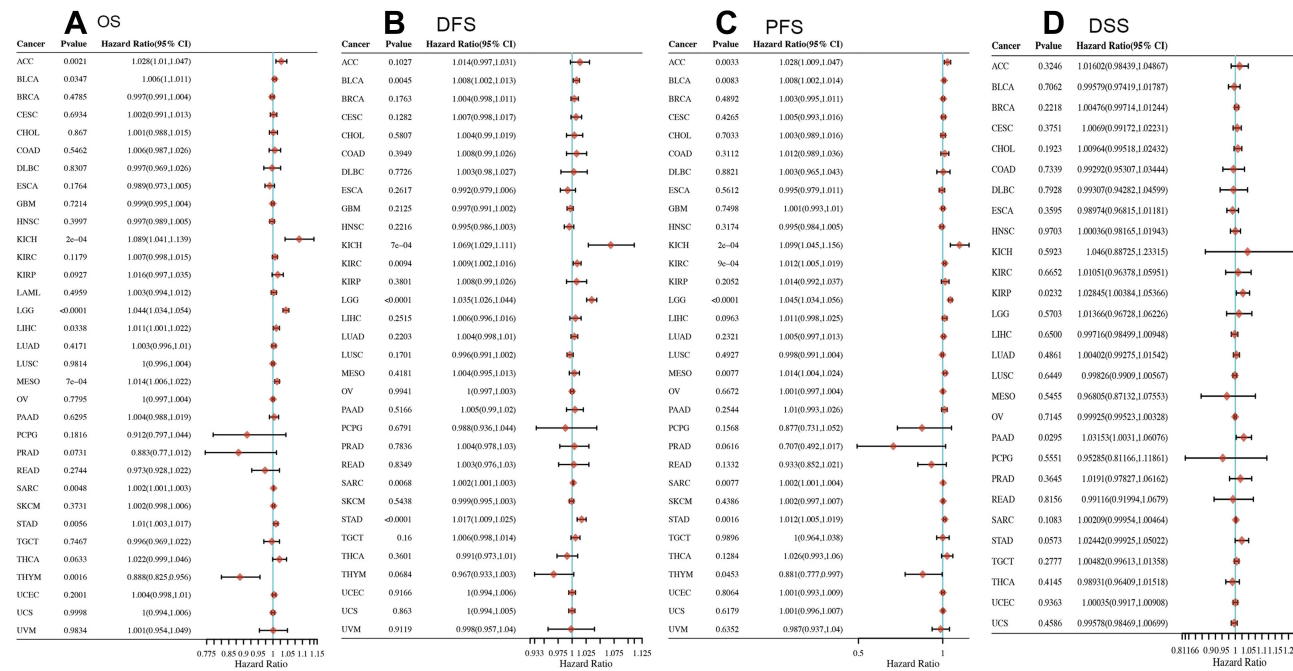 A OS
Cancer Pvalue Hazard Ratio(95% CI)
ACC 0.0021 1.028(1.01,1.047)
BLCA 0.0347 1.006(1,1.011)
BRCA 0.4785 0.997(0.991,1.004)
CESC 0.6934 1.002(0.991,1.013)
CHOL 0.867 1.001(0.988,1.015)
COAD 0.5462 1.006(0.987,1.026)
DLBC 0.8307 0.997(0.969,1.026)
ESCA 0.1764 0.989(0.973,1.005)
GBM 0.7214 0.999(0.995,1.004)
HNSC 0.3997 0.997(0.989,1.005)
KICH 2e−04 1.089(1.041,1.139)
KIRC 0.1179 1.007(0.998,1.015)
KIRP 0.0927 1.016(0.997,1.035)
LAML 0.4959 1.003(0.994,1.012)
LGG <0.0001 1.044(1.034,1.054)
LIHC 0.0338 1.011(1.001,1.022)
LUAD 0.4171 1.003(0.996,1.01)
LUSC 0.9814 1(0.996,1.004)
MESO 7e−04 1.014(1.006,1.022)
OV 0.7795 1(0.997,1.004)
PAAD 0.6295 1.004(0.988,1.019)
PCPG 0.1816 0.912(0.797,1.044)
PRAD 0.0731 0.883(0.77,1.012)
READ 0.2744 0.973(0.928,1.022)
SARC 0.0048 1.002(1.001,1.003)
SKCM 0.3731 1.002(0.998,1.006)
STAD 0.0056 1.01(1.003,1.017)
TGCT 0.7467 0.996(0.969,1.022)
THCA 0.0633 1.022(0.999,1.046)
THYM 0.0016 0.888(0.825,0.956)
UCEC 0.2001 1.004(0.998,1.01)
UCS 0.9998 1(0.994,1.006)
UVM 0.9834 1.001(0.954,1.049)
0.775 0.85 0.9 0.95 1 1.05 1.1 1.15
Hazard Ratio
B DFS
Cancer Pvalue Hazard Ratio(95% CI)
ACC 0.1027 1.014(0.997,1.031)
BLCA 0.0045 1.008(1.002,1.013)
BRCA 0.1763 1.004(0.998,1.011)
CESC 0.1282 1.007(0.998,1.017)
CHOL 0.5807 1.004(0.99,1.019)
COAD 0.3949 1.008(0.99,1.026)
DLBC 0.7726 1.003(0.98,1.027)
ESCA 0.2617 0.992(0.979,1.006)
GBM 0.2125 0.997(0.991,1.002)
HNSC 0.2216 0.995(0.986,1.003)
KICH 7e−04 1.069(1.029,1.111)
KIRC 0.0094 1.009(1.002,1.016)
KIRP 0.3801 1.008(0.99,1.026)
LGG <0.0001 1.035(1.026,1.044)
LIHC 0.2515 1.006(0.996,1.016)
LUAD 0.2203 1.004(0.998,1.01)
LUSC 0.1701 0.996(0.991,1.002)
MESO 0.4181 1.004(0.995,1.013)
OV 0.9941 1(0.997,1.003)
PAAD 0.5166 1.005(0.99,1.02)
PCPG 0.6791 0.988(0.936,1.044)
PRAD 0.7836 1.004(0.978,1.03)
READ 0.8349 1.003(0.976,1.03)
SARC 0.0068 1.002(1.001,1.003)
SKCM 0.5438 0.999(0.995,1.003)
STAD <0.0001 1.017(1.009,1.025)
TGCT 0.16 1.006(0.998,1.014)
THCA 0.3601 0.991(0.973,1.01)
THYM 0.0684 0.967(0.933,1.003)
UCEC 0.9166 1(0.994,1.006)
UCS 0.863 1(0.994,1.005)
UVM 0.9119 0.998(0.957,1.04)
0.933 0.975 1 1.025 1.075 1.125
Hazard Ratio
C PFS
Cancer Pvalue Hazard Ratio(95% CI)
ACC 0.0033 1.028(1.009,1.047)
BLCA 0.0083 1.008(1.002,1.014)
BRCA 0.4892 1.003(0.995,1.011)
CESC 0.4265 1.005(0.993,1.016)
CHOL 0.7033 1.003(0.989,1.016)
COAD 0.3112 1.012(0.989,1.036)
DLBC 0.8821 1.003(0.965,1.043)
ESCA 0.5612 0.995(0.979,1.011)
GBM 0.7498 1.001(0.993,1.01)
HNSC 0.3174 0.995(0.984,1.005)
KICH 2e−04 1.099(1.045,1.156)
KIRC 9e−04 1.012(1.005,1.019)
KIRP 0.2052 1.014(0.992,1.037)
LGG <0.0001 1.045(1.034,1.056)
LIHC 0.0963 1.011(0.998,1.025)
LUAD 0.2321 1.005(0.997,1.013)
LUSC 0.4927 0.998(0.991,1.004)
MESO 0.0077 1.014(1.004,1.024)
OV 0.6672 1.001(0.997,1.004)
PAAD 0.2544 1.01(0.993,1.026)
PCPG 0.1568 0.877(0.731,1.052)
PRAD 0.0616 0.707(0.492,1.017)
READ 0.1332 0.933(0.852,1.021)
SARC 0.0077 1.002(1.001,1.004)
SKMC 0.4386 1.002(0.997,1.007)
STAD 0.0016 1.012(1.005,1.019)
TGCT 0.9896 1(0.964,1.038)
THCA 0.1284 1.026(0.993,1.06)
THYM 0.0453 0.881(0.777,0.997)
UCEC 0.8064 1.001(0.993,1.009)
UCS 0.6179 1.001(0.996,1.007)
UVM 0.6352 0.987(0.937,1.04)
0.5 1
Hazard Ratio
D DSS
Cancer Pvalue Hazard Ratio(95% CI)
ACC 0.3246 1.01602(0.98439,1.04867)
BLCA 0.7062 0.99579(0.97419,1.01787)
BRCA 0.2218 1.00476(0.99714,1.01244)
CESC 0.3751 1.0069(0.99172,1.02231)
CHOL 0.1923 1.00964(0.99518,1.02432)
COAD 0.7339 0.99292(0.95307,1.03444)
DLBC 0.7928 0.99307(0.94282,1.04599)
ESCA 0.3595 0.98974(0.96815,1.01181)
HNSC 0.9703 1.00036(0.98165,1.01943)
KICH 0.5923 1.046(0.88725,1.23315)
KIRC 0.6652 1.01051(0.96378,1.05951)
KIRP 0.0232 1.02845(1.00384,1.05366)
LGG 0.5703 1.01366(0.96728,1.06226)
LIHC 0.6500 0.99716(0.98499,1.00948)
LUAD 0.4861 1.00402(0.99275,1.01542)
LUSC 0.6449 0.99826(0.9909,1.00567)
MESO 0.5455 0.96805(0.87132,1.07553)
OV 0.7145 0.99925(0.99523,1.00328)
PAAD 0.0295 1.03153(1.0031,1.06076)
PCPG 0.5551 0.95285(0.81166,1.11861)
PRAD 0.3645 1.0191(0.97827,1.06162)
READ 0.8156 0.99116(0.91994,1.0679)
SARC 0.1083 1.00209(0.99954,1.00464)
STAD 0.0573 1.02442(0.99925,1.05022)
TGCT 0.2777 1.00482(0.99613,1.01358)
THCA 0.4145 0.98931(0.96409,1.01518)
UCEC 0.9363 1.00035(0.9917,1.00908)
UCS 0.4586 0.99578(0.98469,1.00699)
0.81166 0.90.95 1 1.051.11.151.2
Hazard Ratio